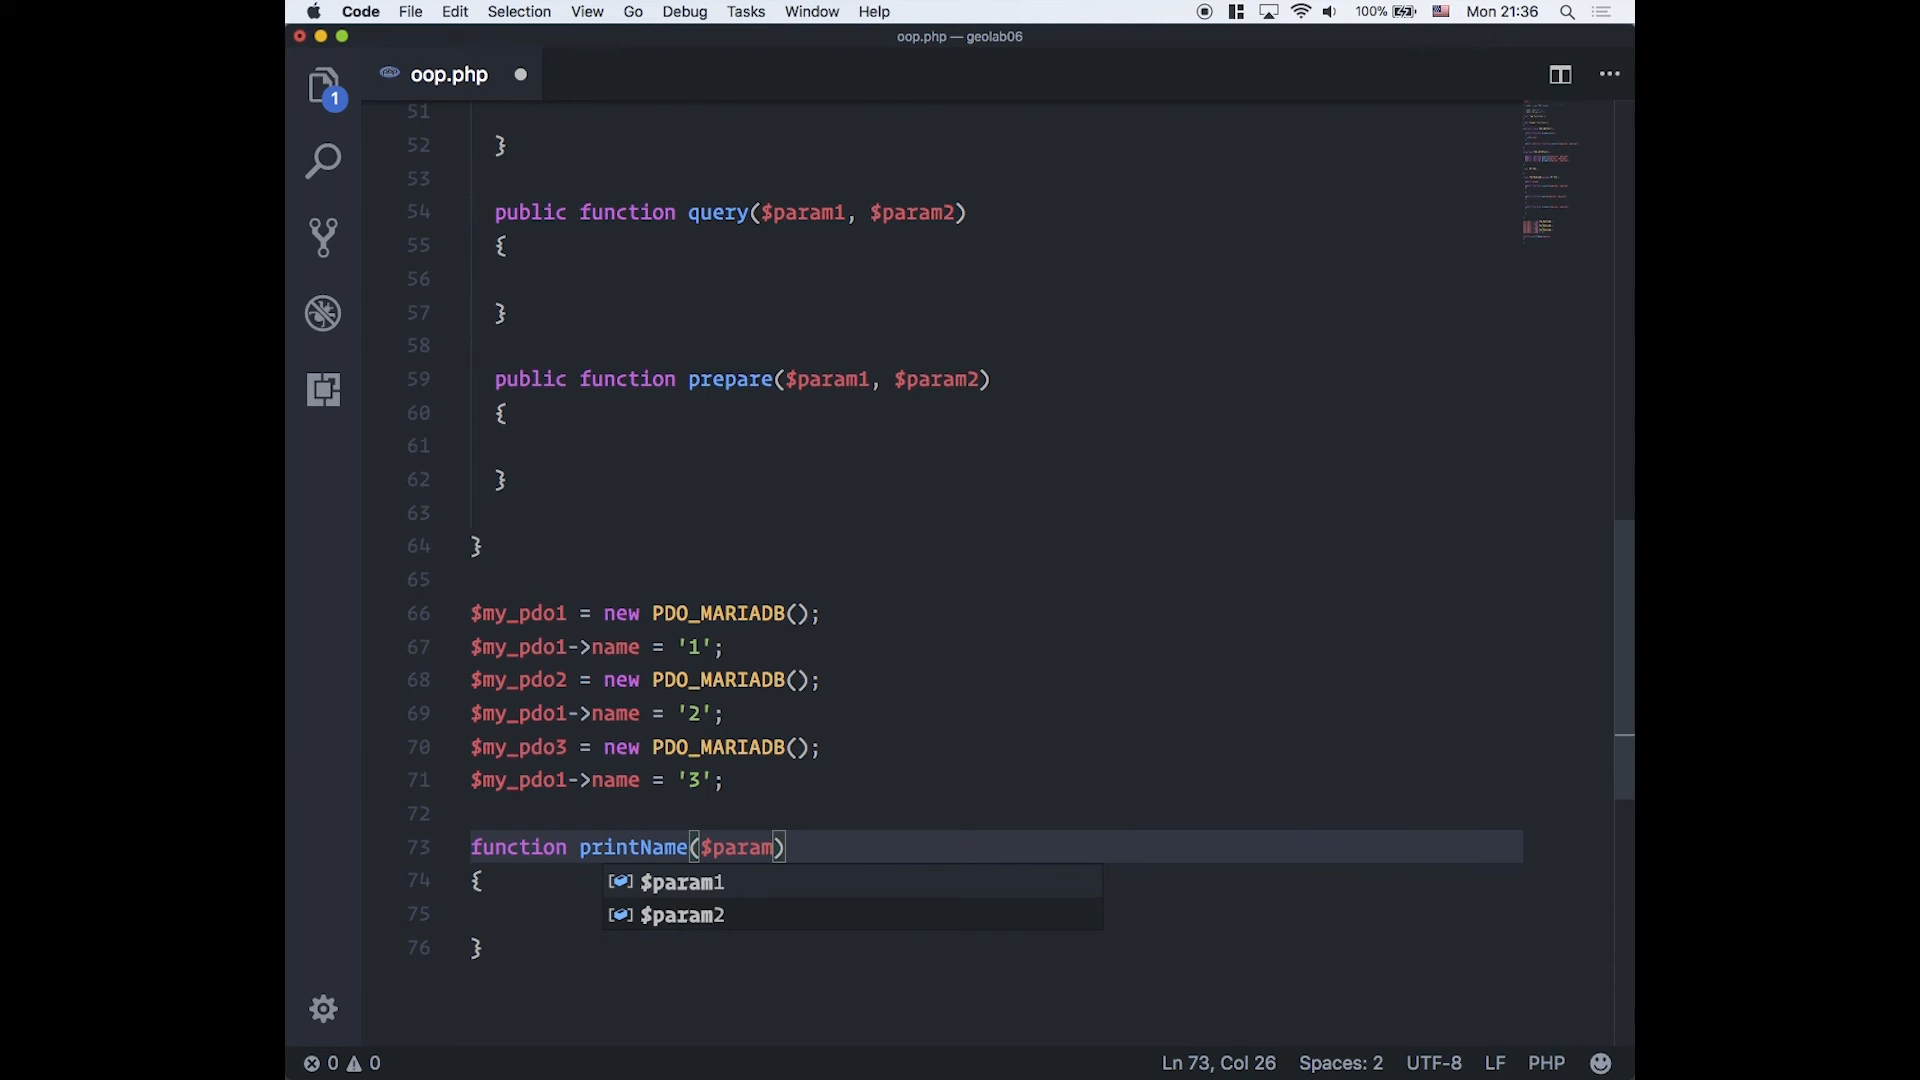 Code File Edit Selection View Go Debug Tasks Window Help 100% Mon 21:36
oop.php — geolab06
php oop.php
1
51
52 }
53
54 public function query($param1, $param2)
55 {
56
57 }
58
59 public function prepare($param1, $param2)
60 {
61
62 }
63
64 }
65
66 $my_pdo1 = new PDO_MARIADB();
67 $my_pdo1->name = '1';
68 $my_pdo2 = new PDO_MARIADB();
69 $my_pdo1->name = '2';
70 $my_pdo3 = new PDO_MARIADB();
71 $my_pdo1->name = '3';
72
73 function printName($param)
74 {
$param1
75
$param2
76 }
0 0 Ln 73, Col 26 Spaces: 2 UTF-8 LF PHP